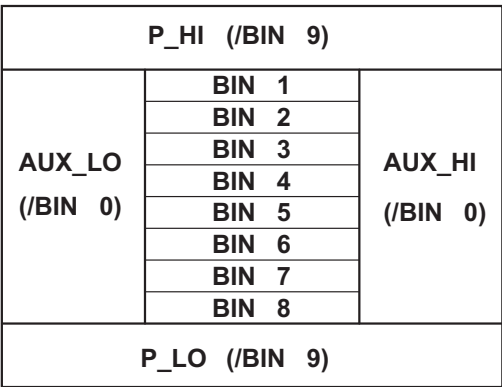 P_HI (/BIN 9)
AUX_LO
(/BIN 0)
BIN 1
BIN 2
BIN 3
BIN 4
BIN 5
BIN 6
BIN 7
BIN 8
AUX_HI
(/BIN 0)
P_LO (/BIN 9)